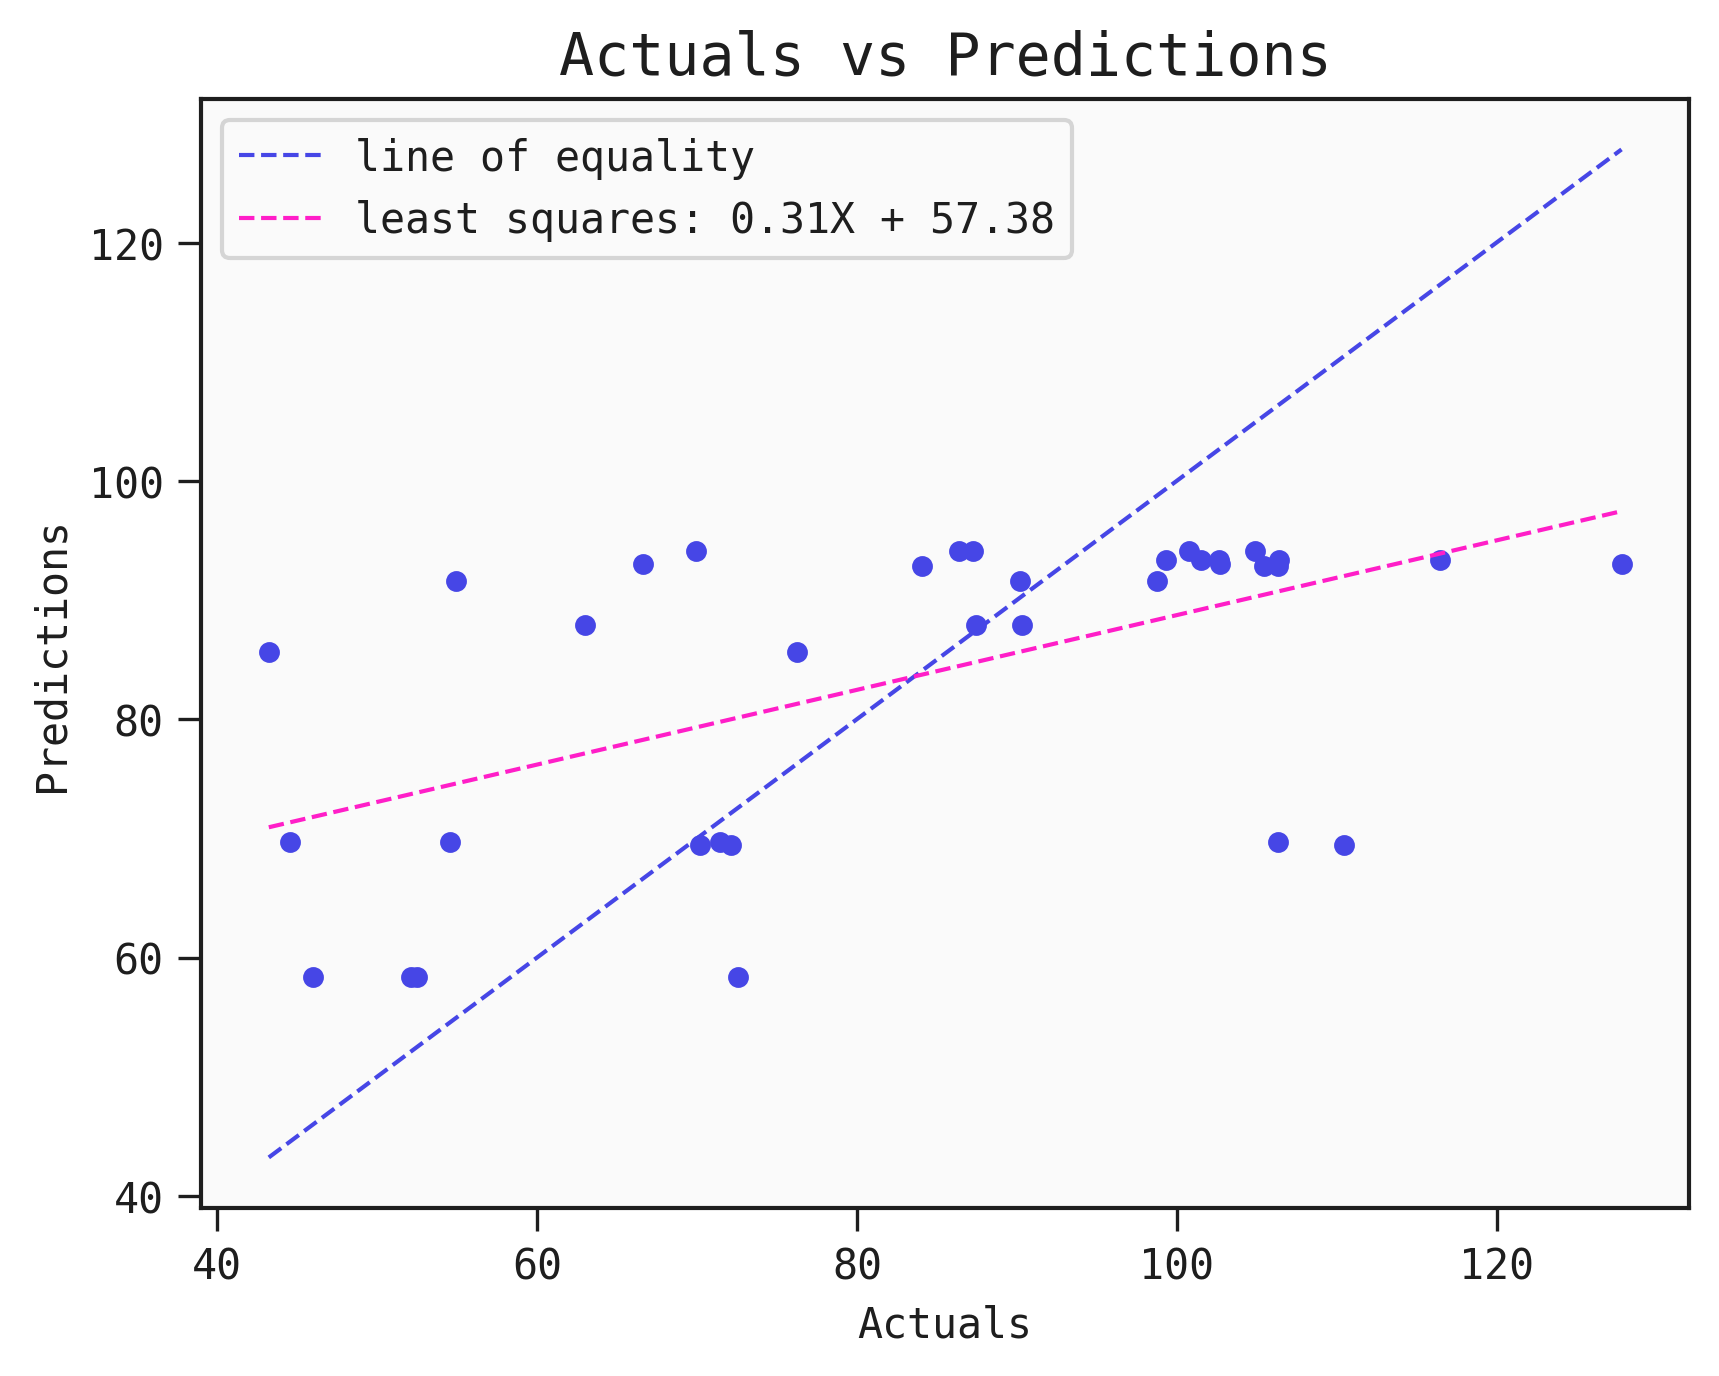 Actuals vs Predictions
line of equality
least squares: 0.31X + 57.38
120
100
80
60
40
Predictions
40 60 80 100 120
Actuals